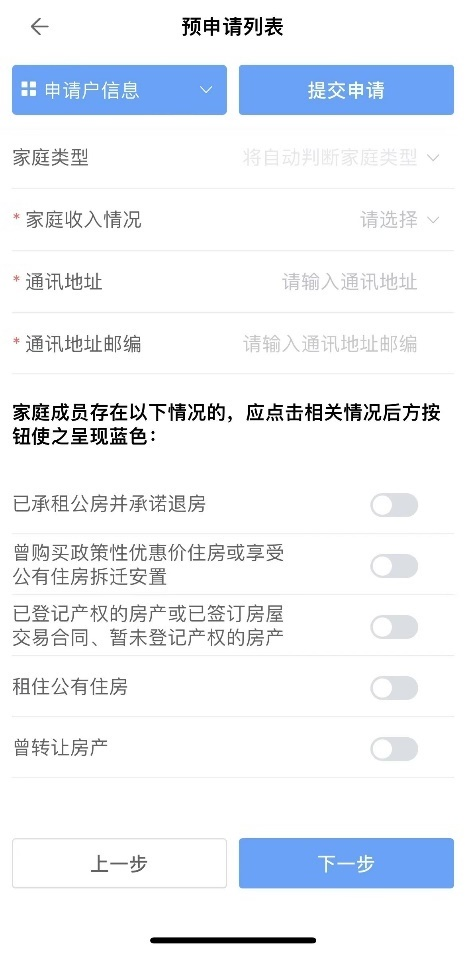 预申请列表
申请户信息
提交申请
家庭类型 将自动判断家庭类型
* 家庭收入情况 请选择
* 通讯地址 请输入通讯地址
* 通讯地址邮编 请输入通讯地址邮编
家庭成员存在以下情况的，应点击相关情况后方按
钮使之呈现蓝色：
已承租公房并承诺退房
曾购买政策性优惠价住房或享受
公有住房拆迁安置
已登记产权的房产或已签订房屋
交易合同、暂未登记产权的房产
租住公有住房
曾转让房产
上一步
下一步